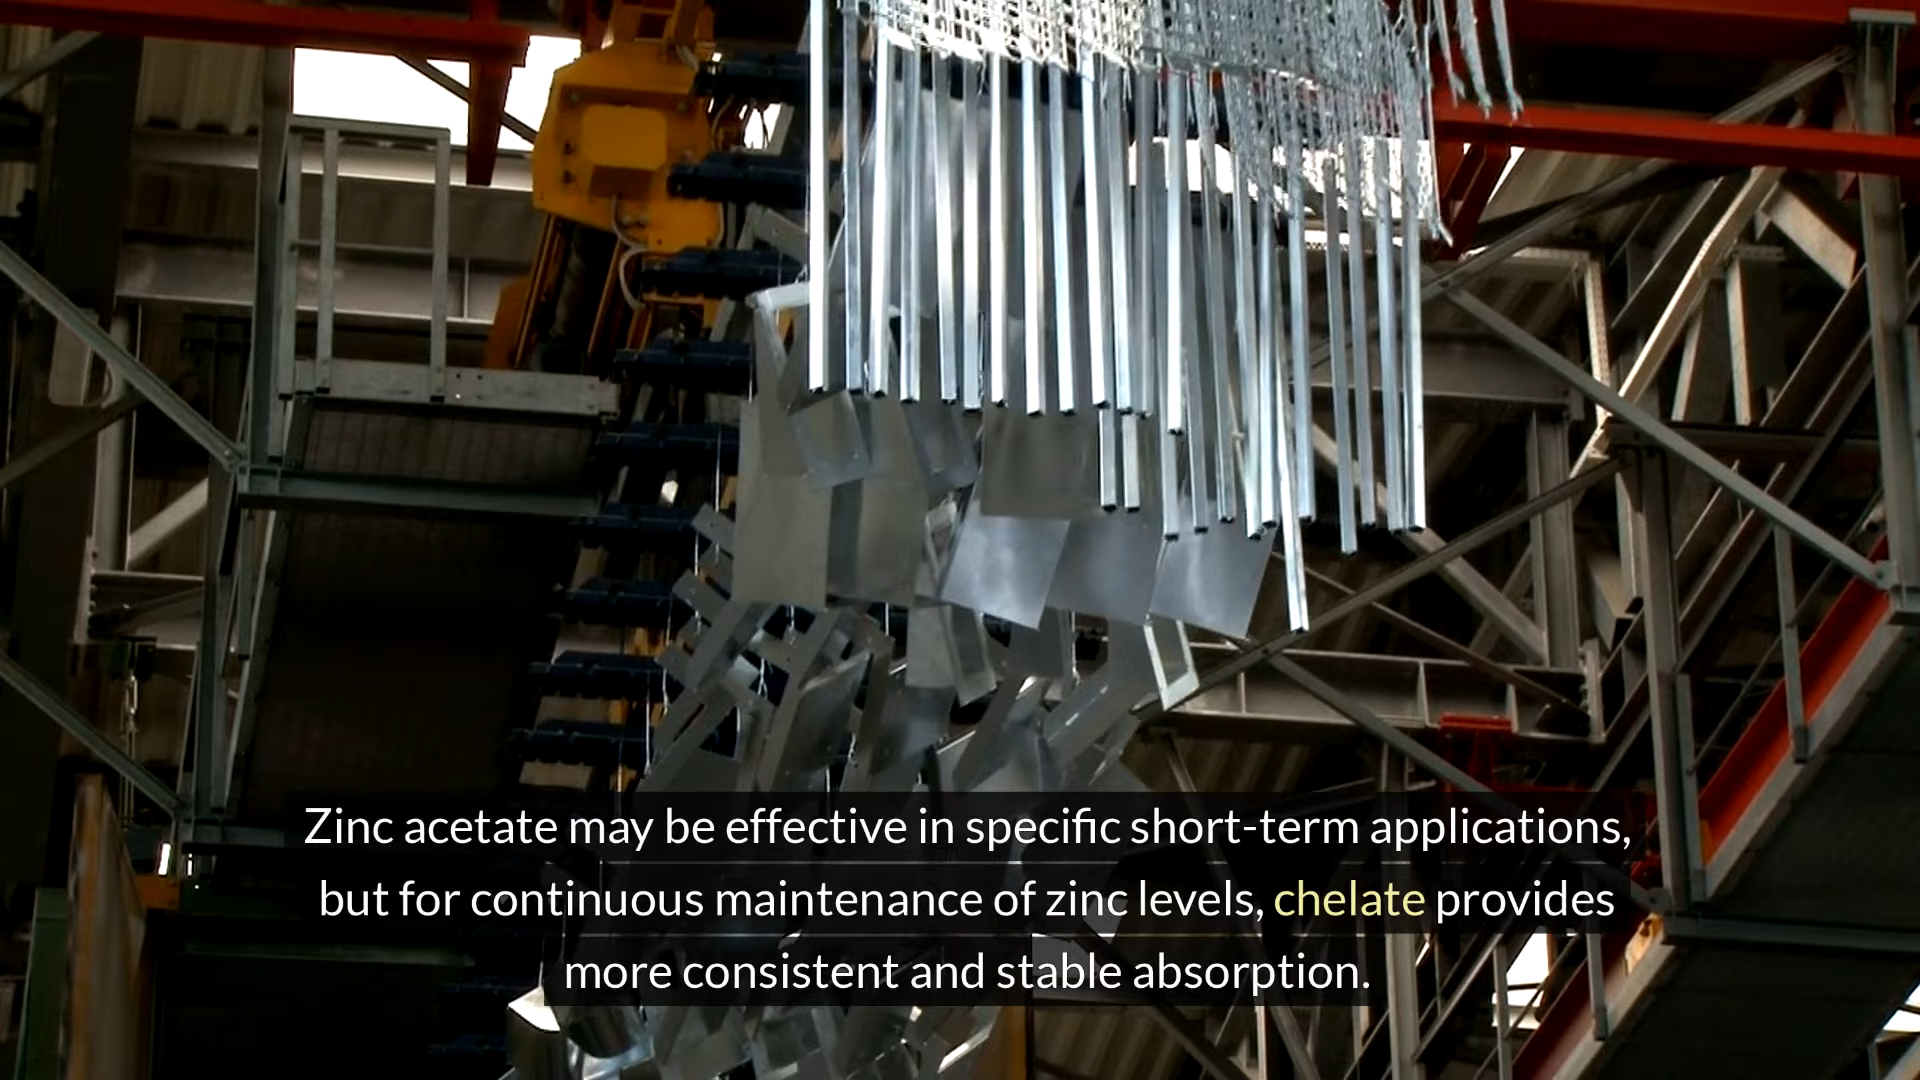 Zinc acetate may be effective in specific short-term applications,
but for continuous maintenance of zinc levels, chelate provides
more consistent and stable absorption.